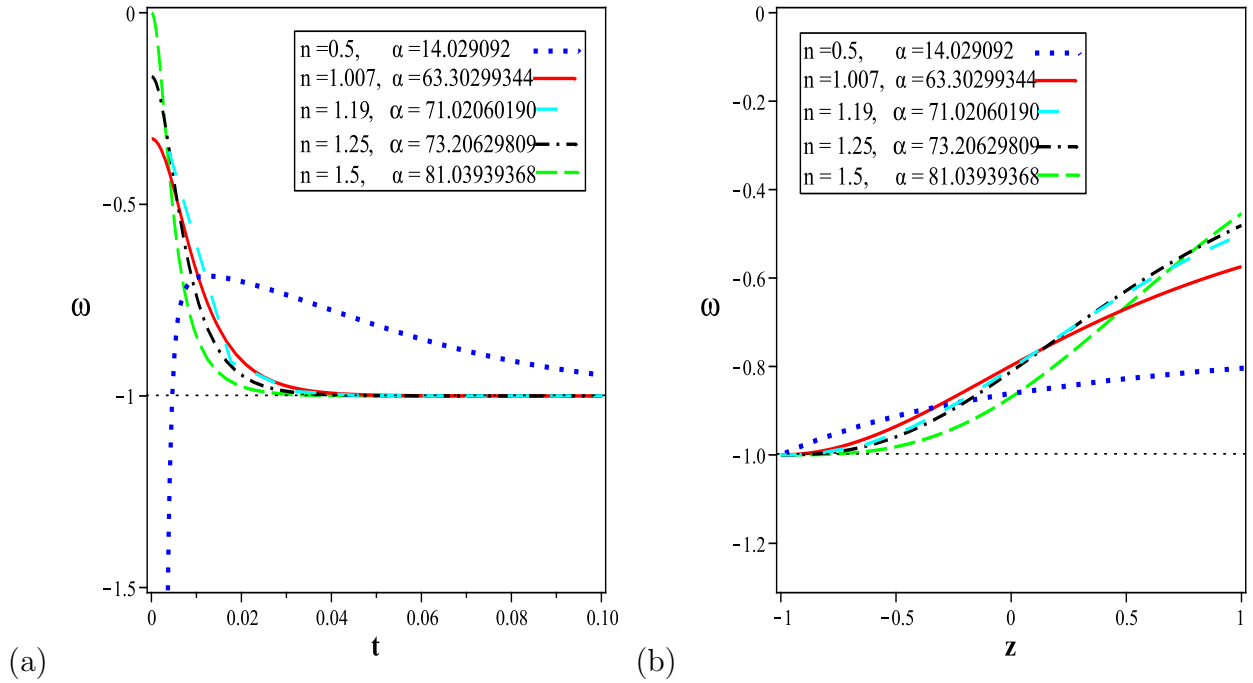 0
−0.5
ω
−1
−1.5
n =0.5, α =14.029092
n =1.007, α =63.30299344
n = 1.19, α = 71.02060190
n = 1.25, α = 73.20629809
n = 1.5, α = 81.03939368
0 0.02 0.04 0.06 0.08 0.10
t
(a)
0
−0.2
−0.4
−0.6
ω
−0.8
−1.0
−1.2
n =0.5, α =14.029092
n =1.007, α =63.30299344
n = 1.19, α = 71.02060190
n = 1.25, α = 73.20629809
n = 1.5, α = 81.03939368
−1 −0.5 0 0.5 1
z
(b)